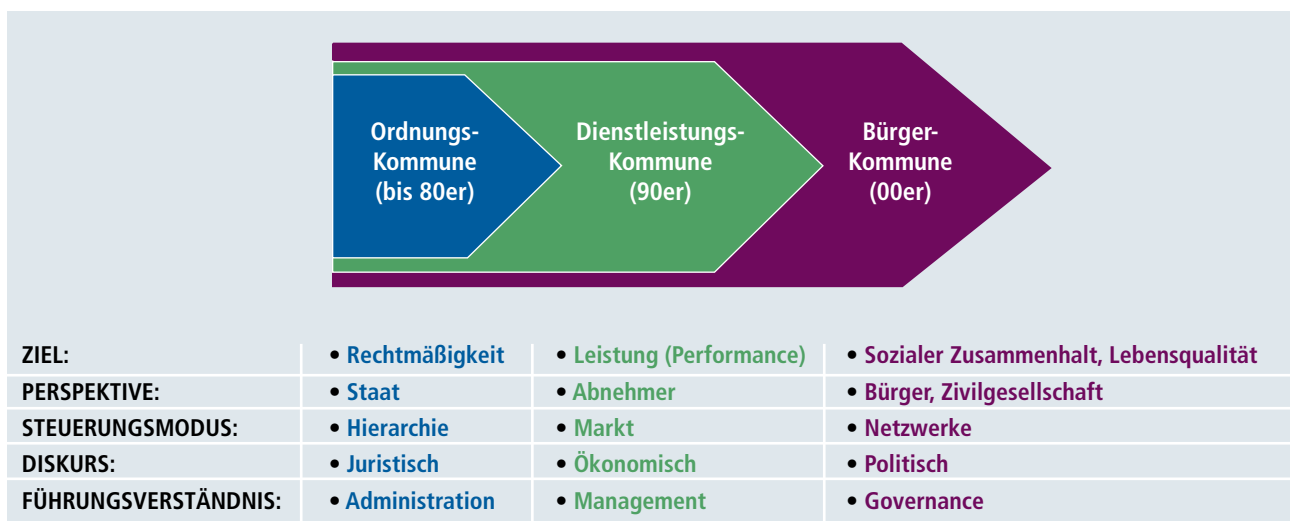 Ordnungs-
Kommune
(bis 80er)
Dienstleistungs-
Kommune
(90er)
Bürger-
Kommune
(00er)
ZIEL: • Rechtmäßigkeit • Leistung (Performance) • Sozialer Zusammenhalt, Lebensqualität
PERSPEKTIVE: • Staat • Abnehmer • Bürger, Zivilgesellschaft
STEUERUNGSMODUS: • Hierarchie • Markt • Netzwerke
DISKURS: • Juristisch • Ökonomisch • Politisch
FÜHRUNGSVERSTÄNDNIS: • Administration • Management • Governance